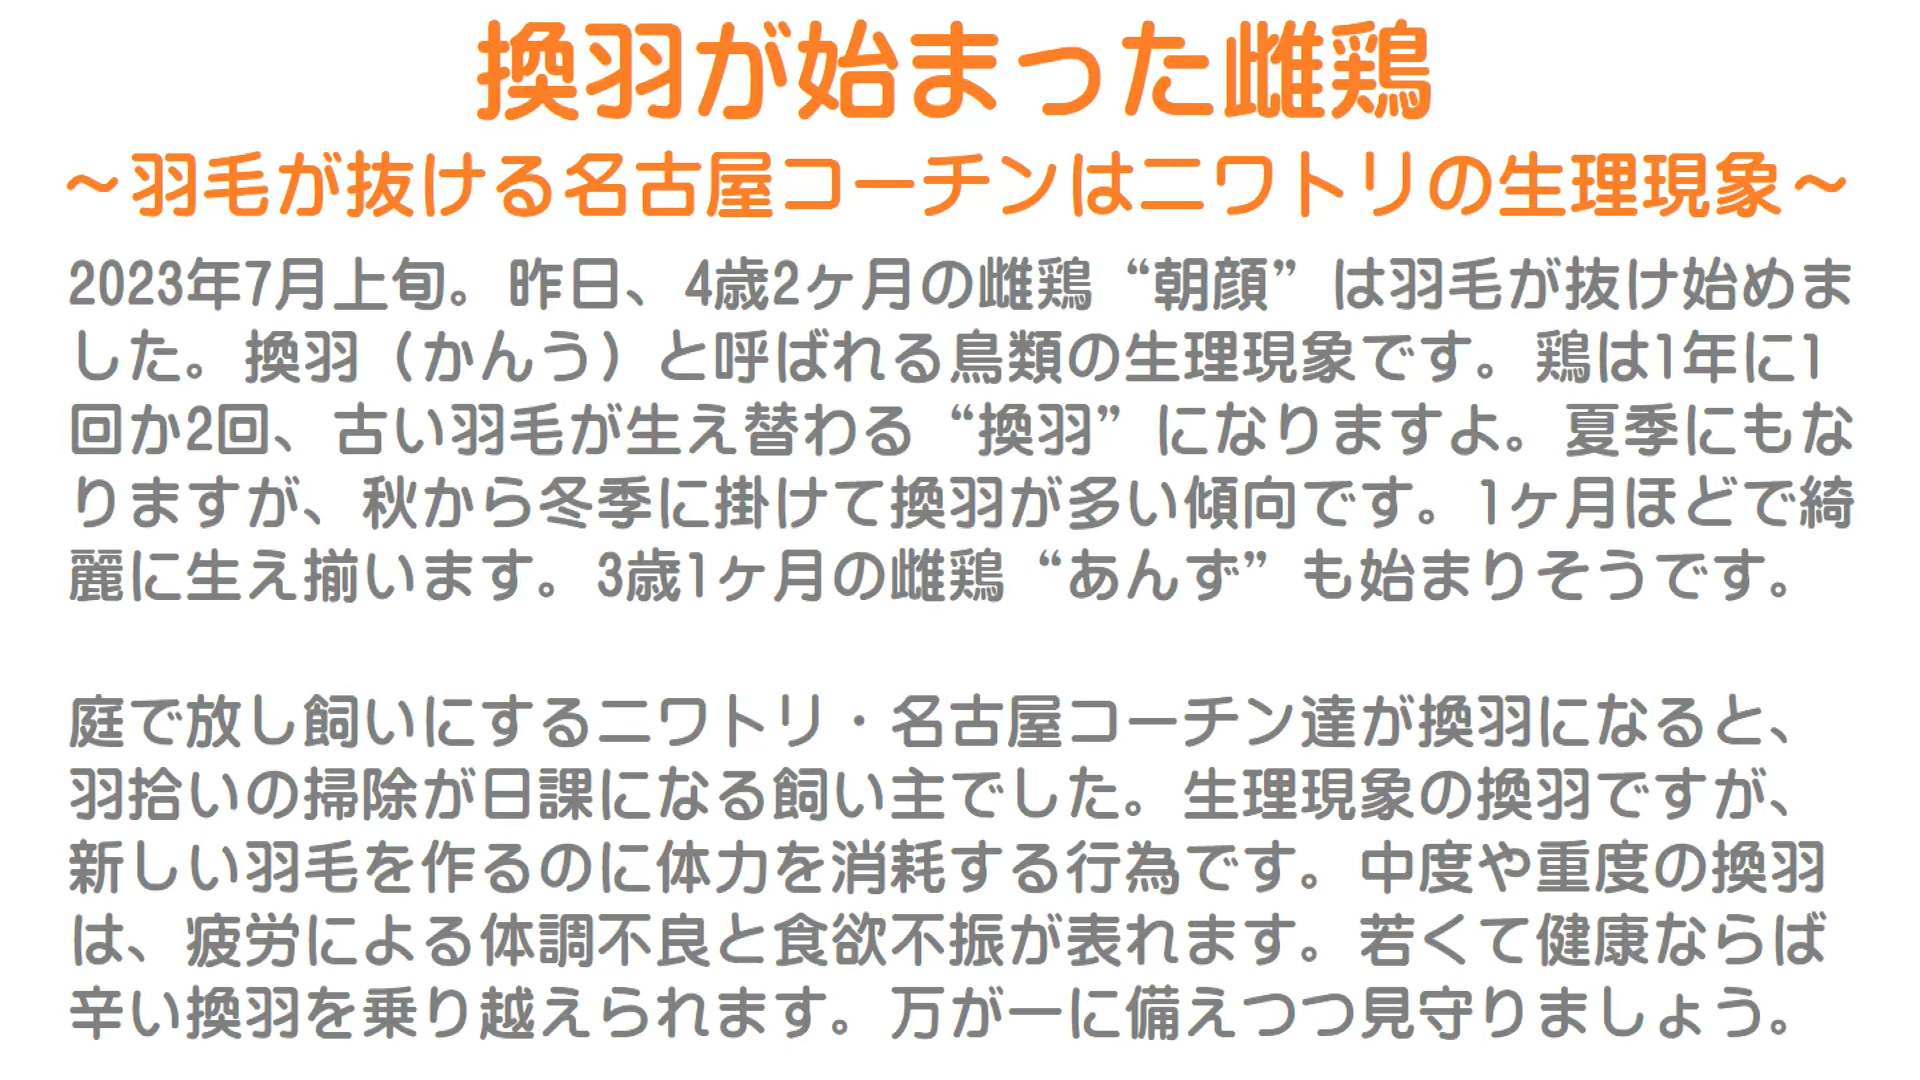 換羽が始まった雌鶏
～羽毛が抜ける名古屋コーチンはニワトリの生理現象～
2023年7月上旬。昨日、4歳2ヶ月の雌鶏“朝顔”は羽毛が抜け始めま
した。換羽（かんう）と呼ばれる鳥類の生理現象です。鶏は1年に1
回か2回、古い羽毛が生え替わる“換羽”になりますよ。夏季にもな
りますが、秋から冬季に掛けて換羽が多い傾向です。1ヶ月ほどで綺
麗に生え揃います。3歳1ヶ月の雌鶏“あんず”も始まりそうです。
庭で放し飼いにするニワトリ・名古屋コーチン達が換羽になると、
羽拾いの掃除が日課になる飼い主でした。生理現象の換羽ですが、
新しい羽毛を作るのに体力を消耗する行為です。中度や重度の換羽
は、疲労による体調不良と食欲不振が表れます。若くて健康ならば
辛い換羽を乗り越えられます。万が一に備えつつ見守りましょう。